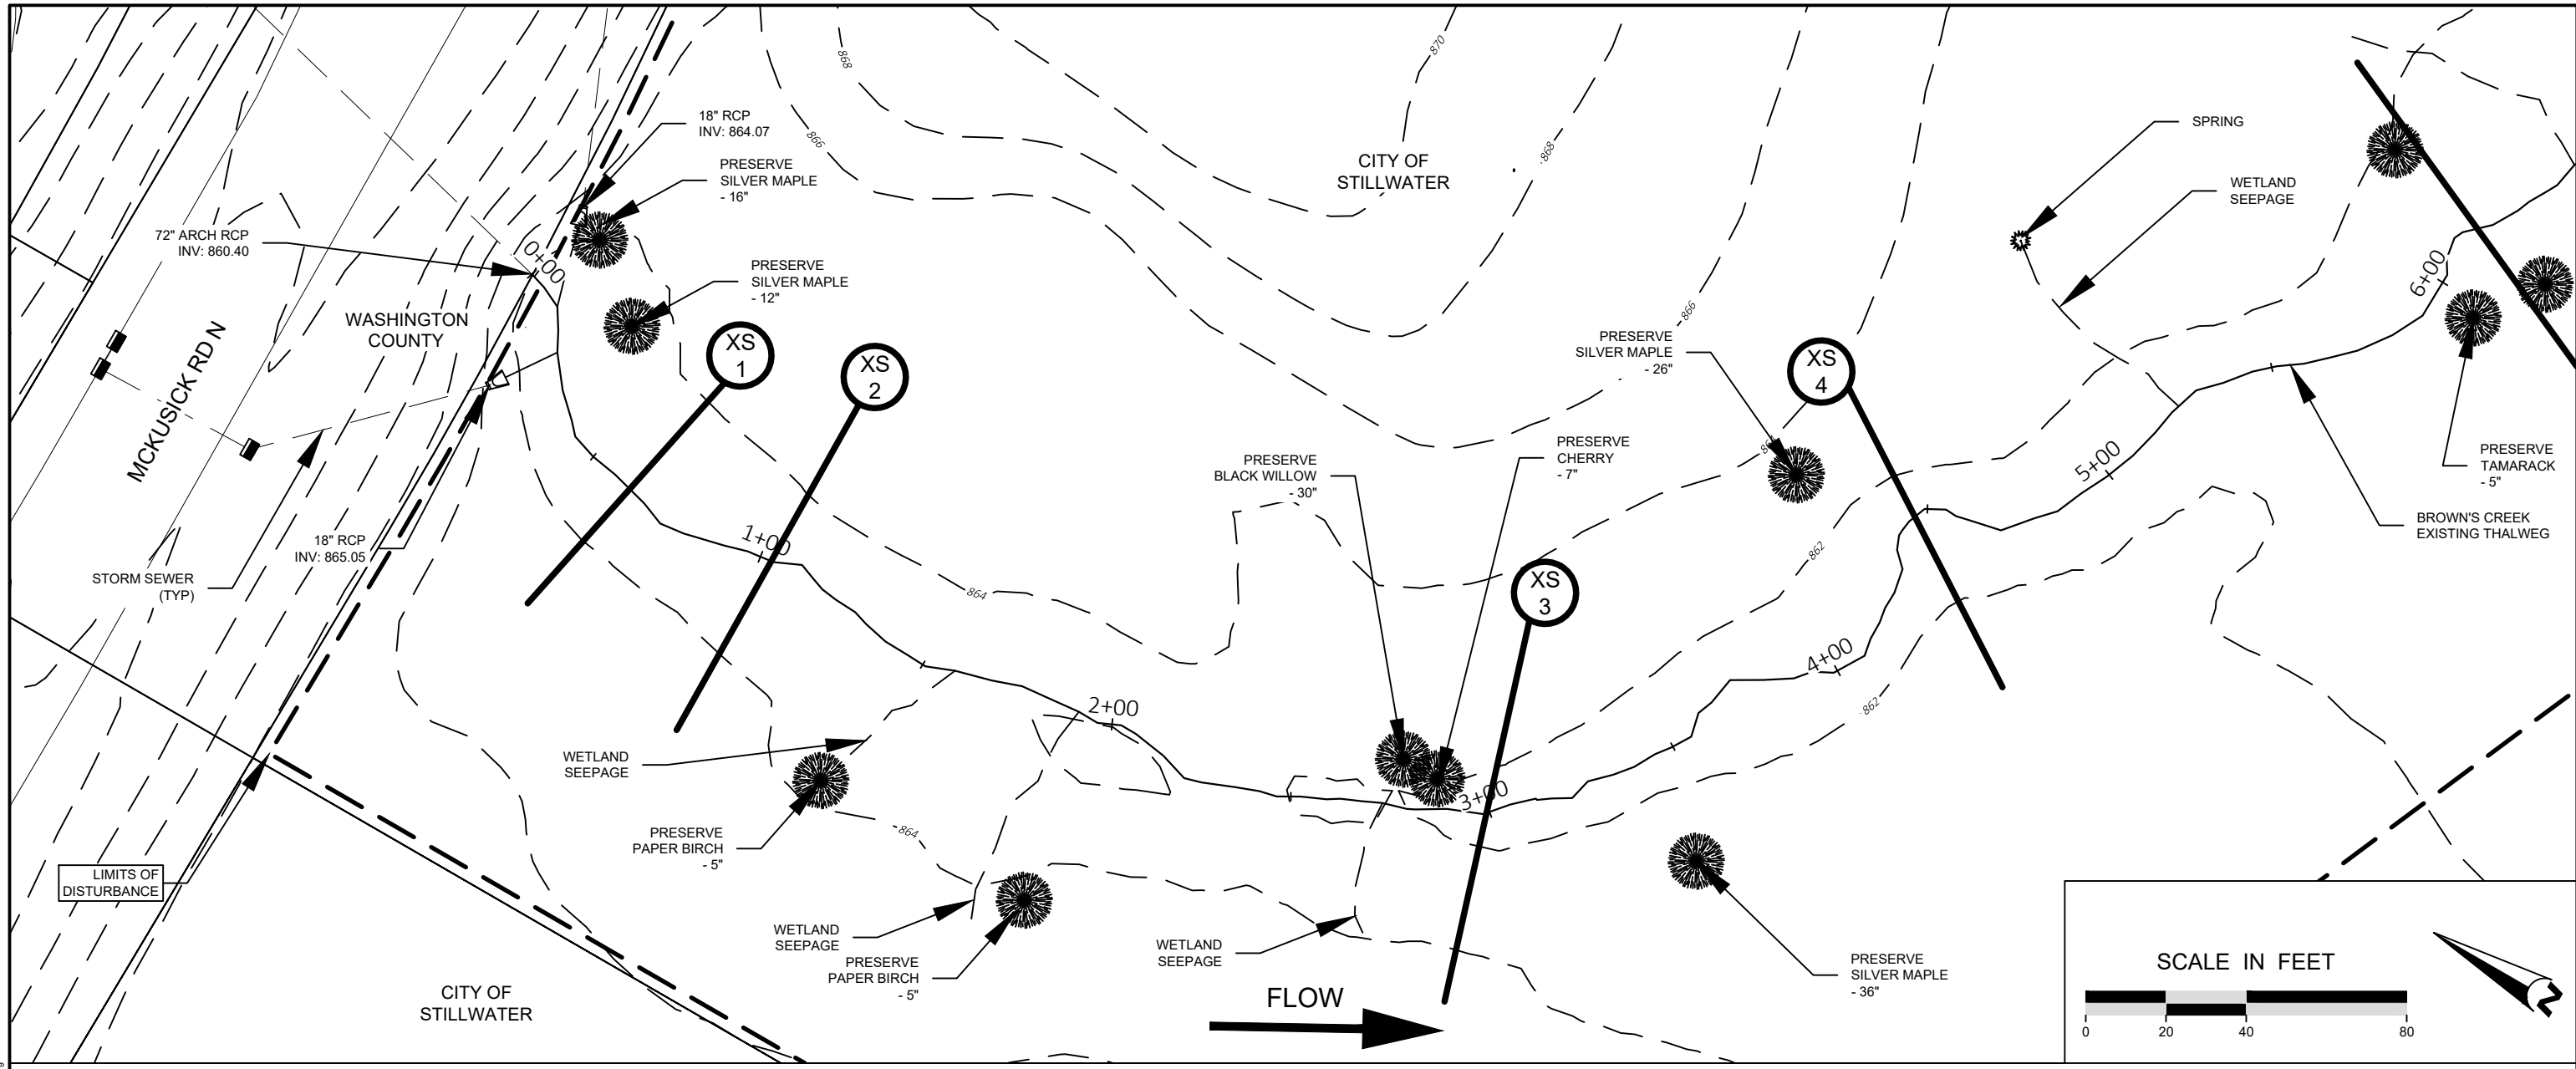 870
868
866
868
866
864
862
862
864
864
18" RCP
INV: 864.07
PRESERVE
SILVER MAPLE
- 16"
72" ARCH RCP
INV: 860.40
0+00
PRESERVE
SILVER MAPLE
- 12"
WASHINGTON
COUNTY
MCKUSICK RD N
XS
1
XS
2
18" RCP
INV: 865.05
STORM SEWER
(TYP)
1+00
CITY OF
STILLWATER
SPRING
WETLAND
SEEPAGE
6+00
PRESERVE
SILVER MAPLE
- 26"
XS
4
PRESERVE
BLACK WILLOW
- 30"
PRESERVE
CHERRY
- 7"
XS
3
5+00
PRESERVE
TAMARACK
- 5"
BROWN'S CREEK
EXISTING THALWEG
4+00
2+00
3+00
WETLAND
SEEPAGE
PRESERVE
PAPER BIRCH
- 5"
LIMITS OF
DISTURBANCE
WETLAND
SEEPAGE
PRESERVE
PAPER BIRCH
- 5"
WETLAND
SEEPAGE
PRESERVE
SILVER MAPLE
- 36"
CITY OF
STILLWATER
FLOW
SCALE IN FEET
0 20 40 80
N